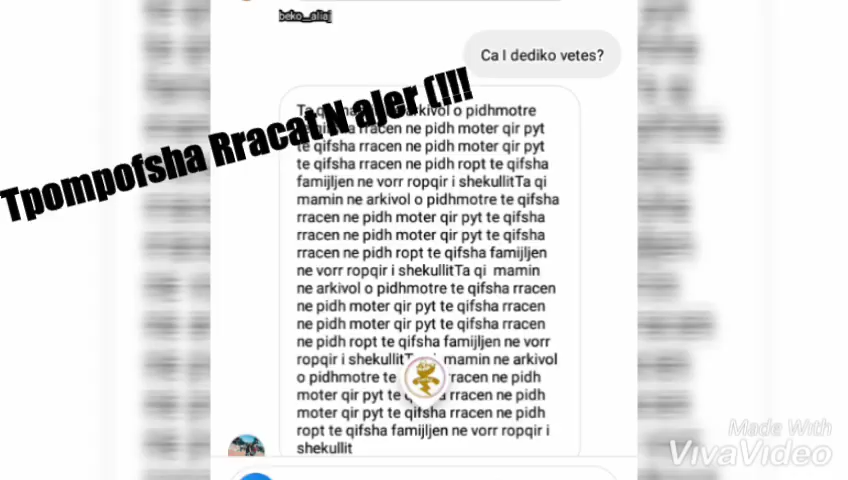 beko__aliaj
Ca I dediko vetes?
Tpompofsha Rracat N ajer (!!!
rkivol o pidhmotre
rracen ne pidh moter qir pyt
te qifsha rracen ne pidh moter qir pyt
te qifsha rracen ne pidh ropt te qifsha
famijljen ne vorr ropqir i shekullitTa qi
mamin ne arkivol o pidhmotre te qifsha
rracen ne pidh moter qir pyt te qifsha
rracen ne pidh moter qir pyt te qifsha
rracen ne pidh ropt te qifsha famijljen
ne vorr ropqir i shekullitTa qi mamin
ne arkivol o pidhmotre te qifsha rracen
ne pidh moter qir pyt te qifsha rracen
ne pidh moter qir pyt te qifsha rracen
ne pidh ropt te qifsha famijljen ne vorr
ropqir i shekullit mamin ne arkivol
o pidhmotre te rracen ne pidh
moter qir pyt te rracen ne pidh
moter qir pyt te qifsha rracen ne pidh
ropt te qifsha famijljen ne vorr ropqir i
shekullit
Made With
VivaVideo